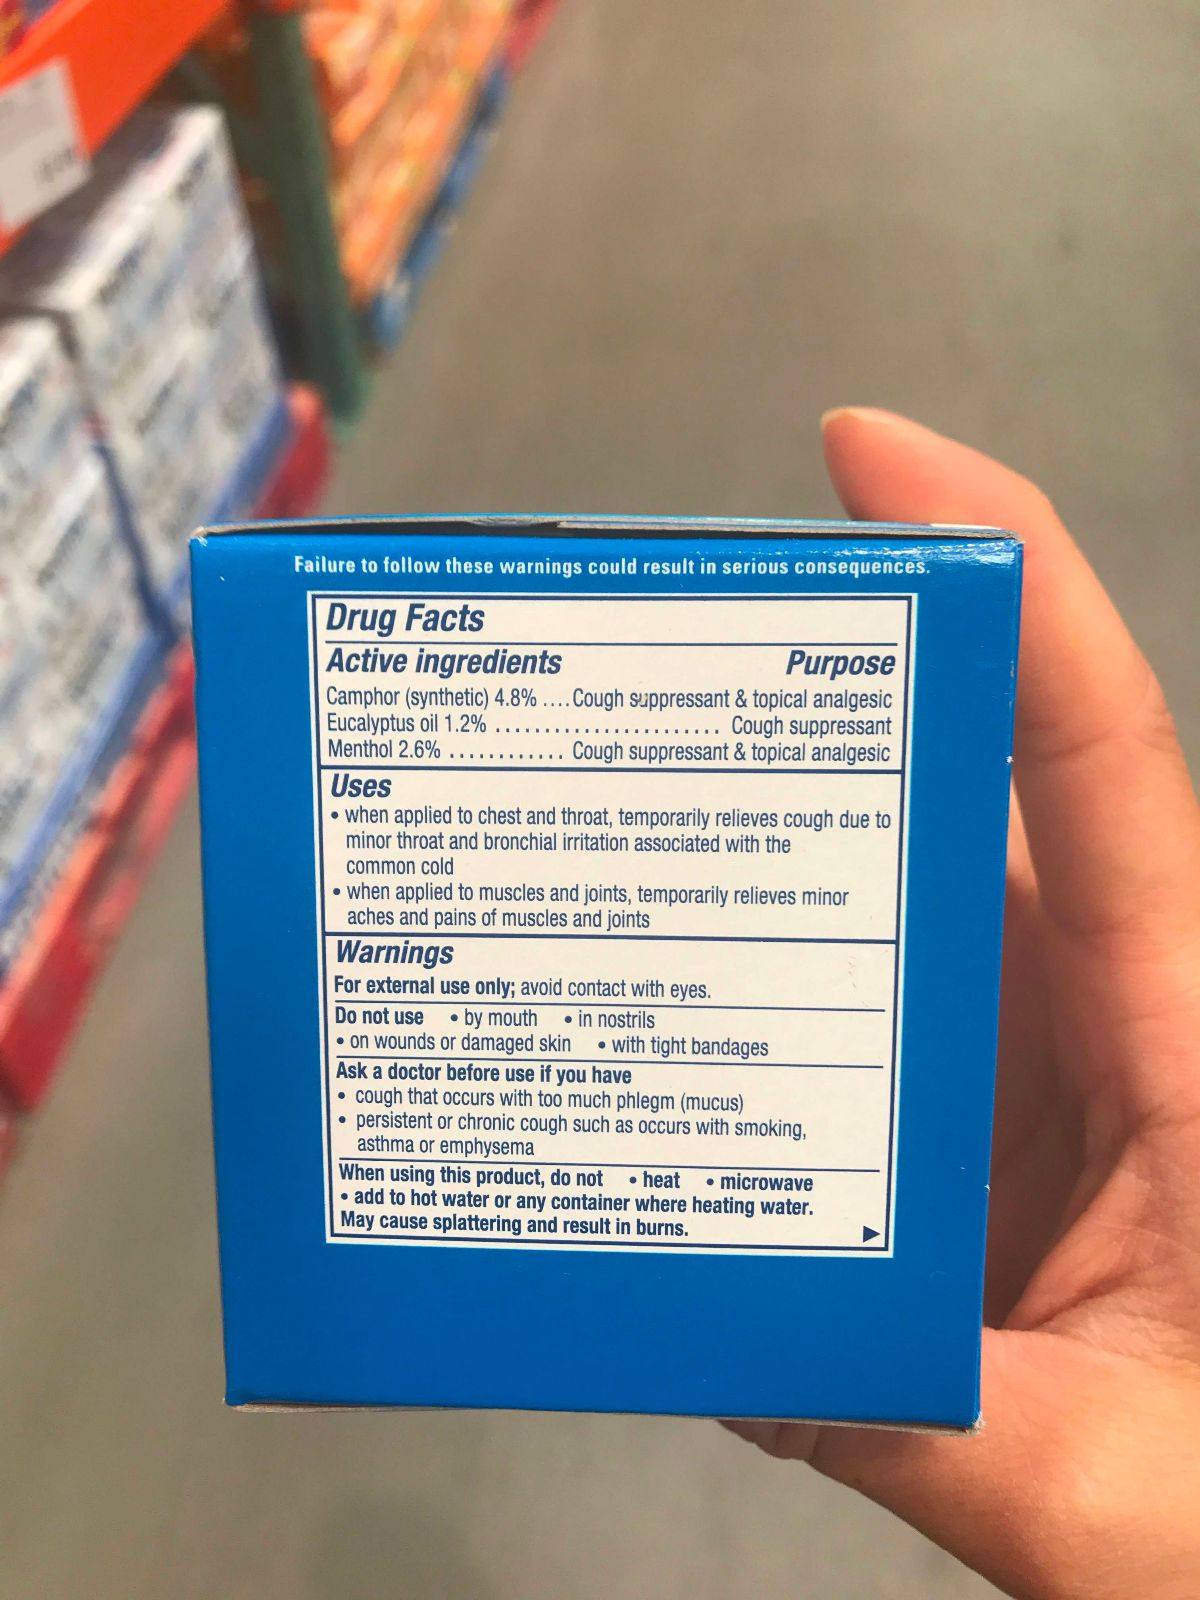 Failure to follow these warnings could result in serious consequences.
Drug Facts
Active ingredients Purpose
Camphor (synthetic) 4.8% .... Cough suppressant & topical analgesic
Eucalyptus oil 1.2% ....................... Cough suppressant
Menthol 2.6% ............ Cough suppressant & topical analgesic
Uses
• when applied to chest and throat, temporarily relieves cough due to
minor throat and bronchial irritation associated with the
common cold
• when applied to muscles and joints, temporarily relieves minor
aches and pains of muscles and joints
Warnings
For external use only; avoid contact with eyes.
Do not use • by mouth • in nostrils
• on wounds or damaged skin • with tight bandages
Ask a doctor before use if you have
• cough that occurs with too much phlegm (mucus)
• persistent or chronic cough such as occurs with smoking,
asthma or emphysema
When using this product, do not • heat • microwave
• add to hot water or any container where heating water.
May cause splattering and result in burns.